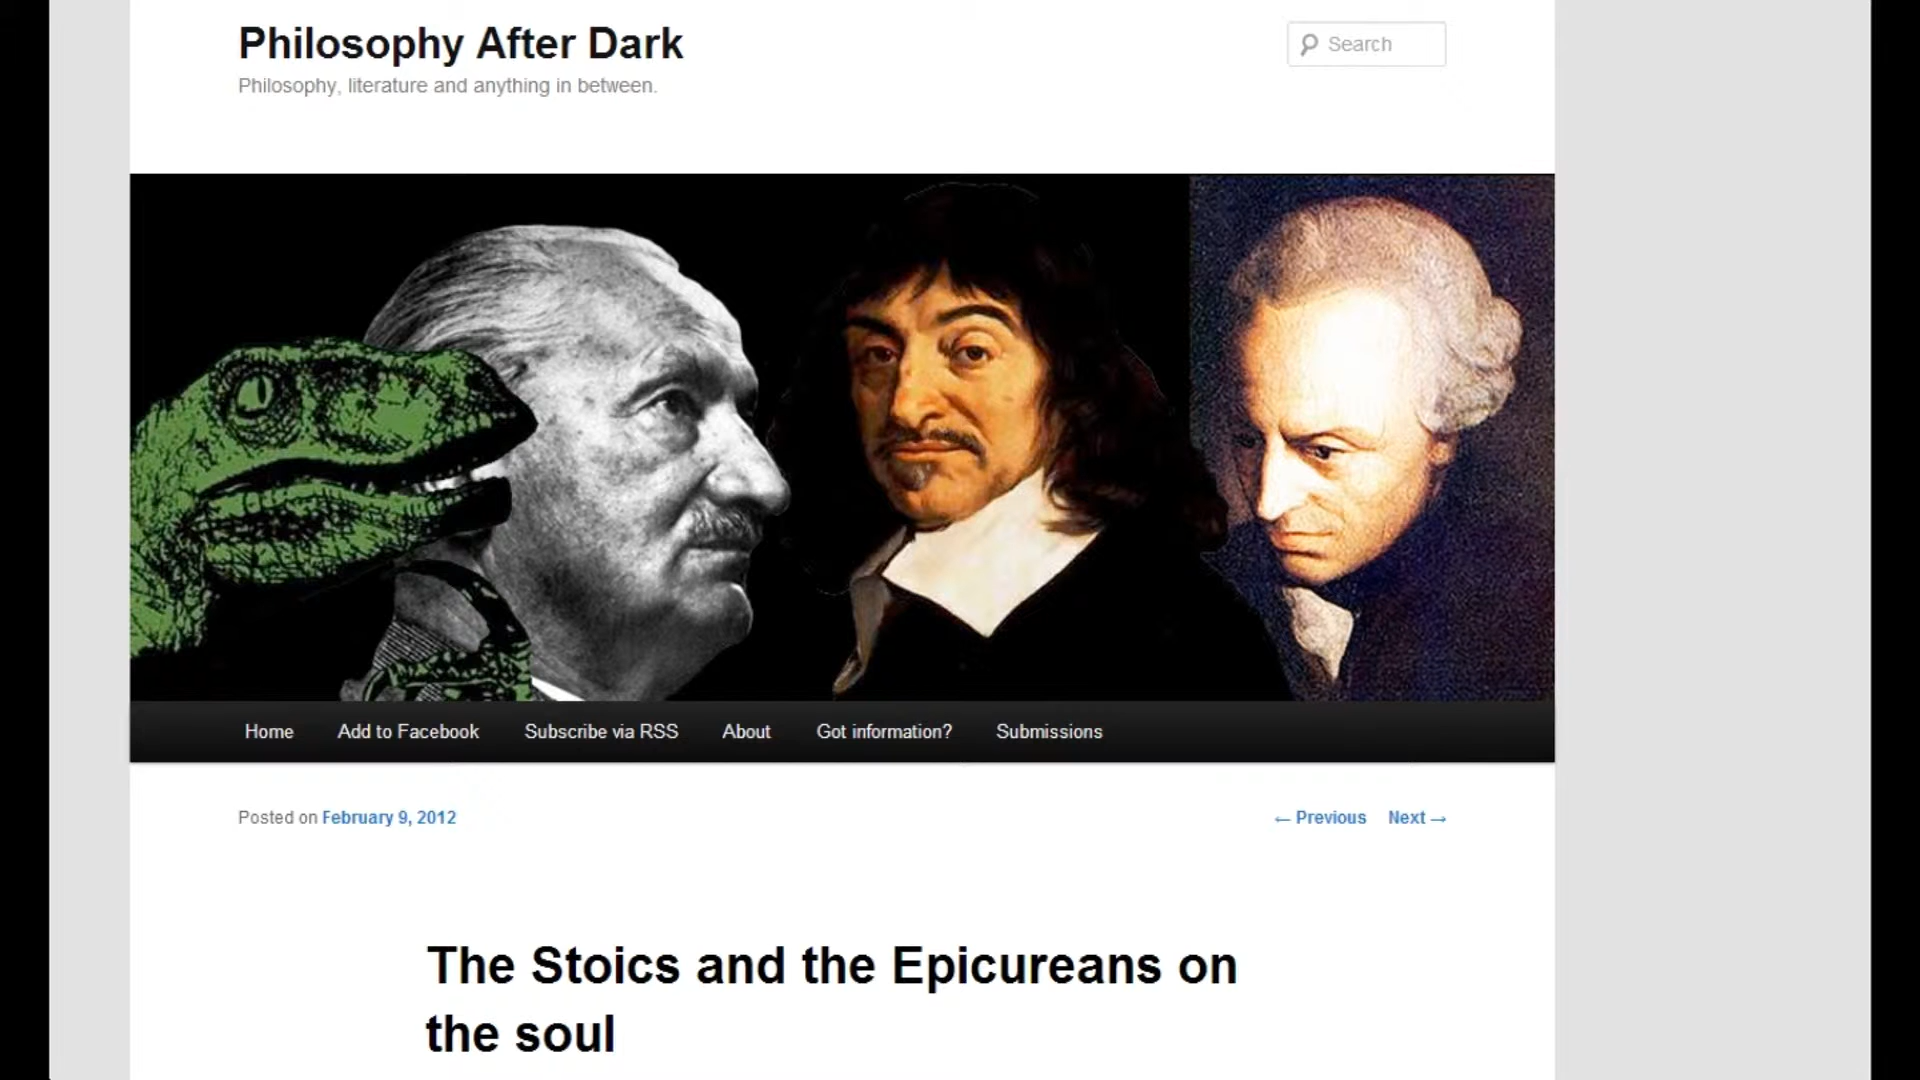 Philosophy After Dark
Search
Philosophy, literature and anything in between.
Home Add to Facebook Subscribe via RSS About Got information? Submissions
Posted on February 9, 2012
← Previous Next →
The Stoics and the Epicureans on
the soul